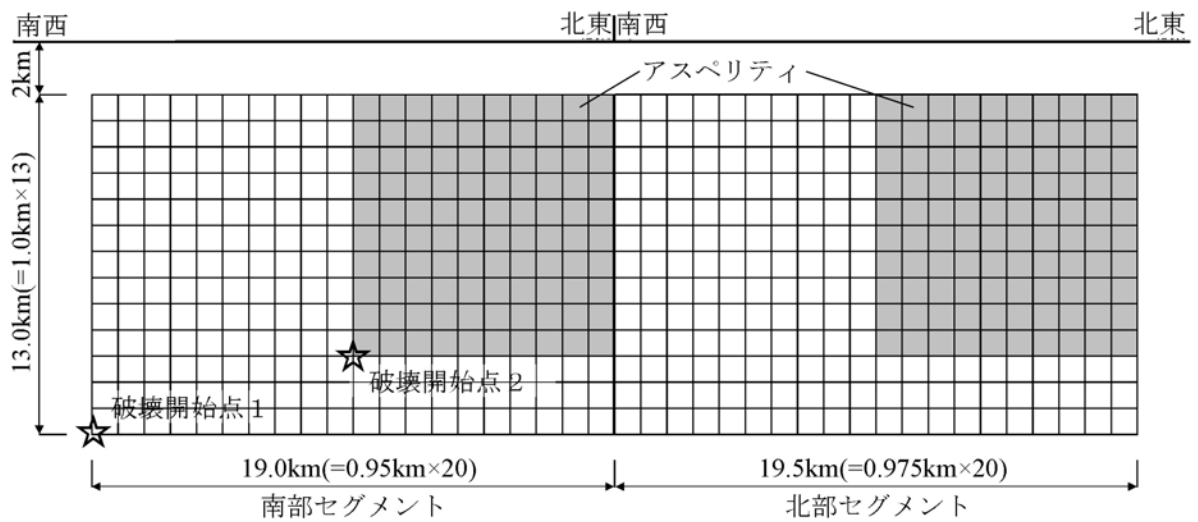 南西
北東
南西
北東
2km
アスペリティ
13.0km(=1.0km×13)
破壊開始点２
破壊開始点１
19.0km(=0.95km×20)
19.5km(=0.975km×20)
南部セグメント
北部セグメント